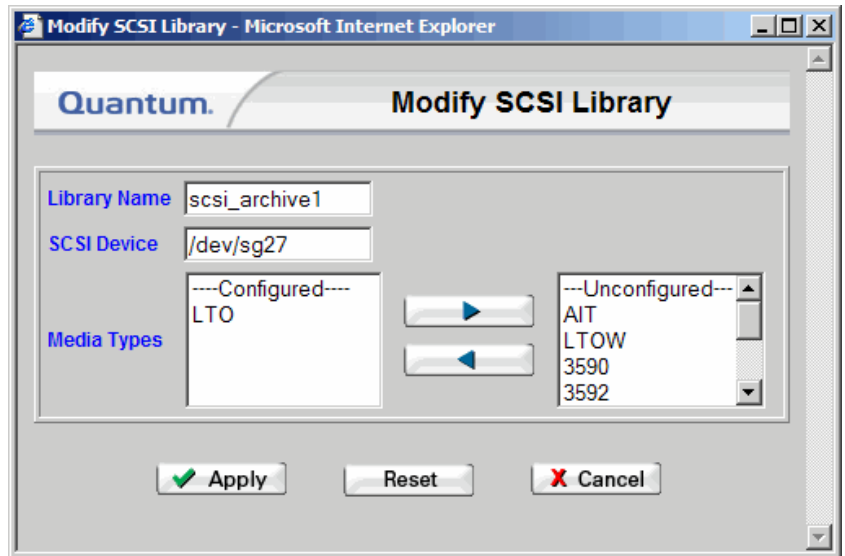 Modify SCSI Library - Microsoft Internet Explorer
Quantum.
Modify SCSI Library
Library Name scsi_archive1
SCSI Device /dev/sg27
Media Types
----Configured----
LTO
---Unconfigured---
AIT
LTOW
3590
3592
Apply Reset X Cancel